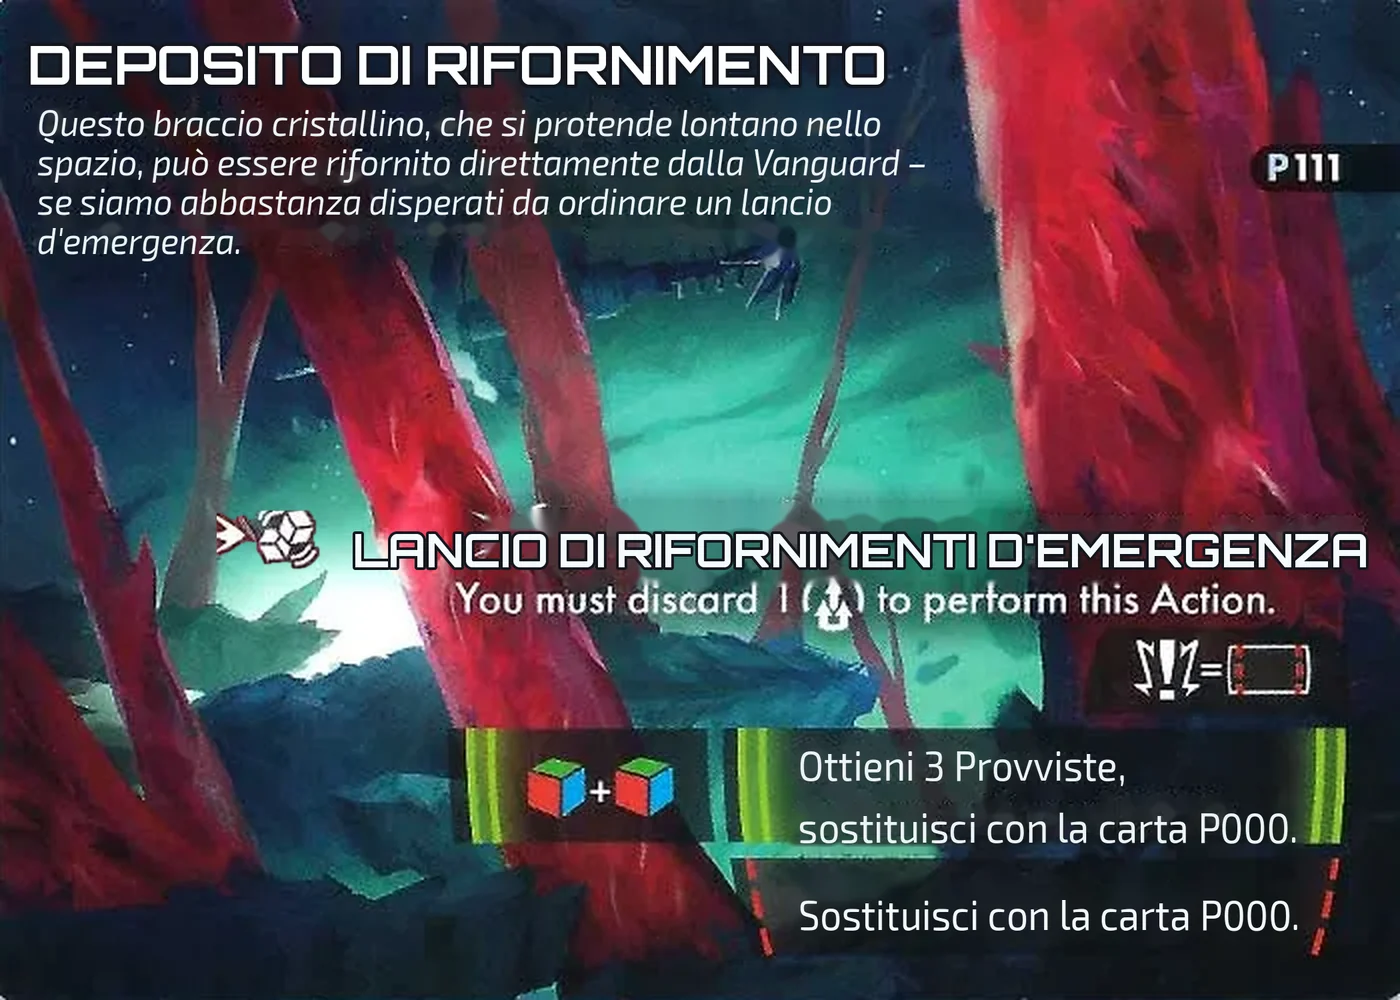 DEPOSITO DI RIFORNIMENTO
Questo braccio cristallino, che si protende lontano nello
spazio, può essere rifornito direttamente dalla Vanguard –
se siamo abbastanza disperati da ordinare un lancio
d'emergenza.
P111
LANCIO DI RIFORNIMENTI D'EMERGENZA
You must discard 1 ( ) to perform this Action.
! =
+
Ottieni 3 Provviste,
sostituisci con la carta P000.
Sostituisci con la carta P000.